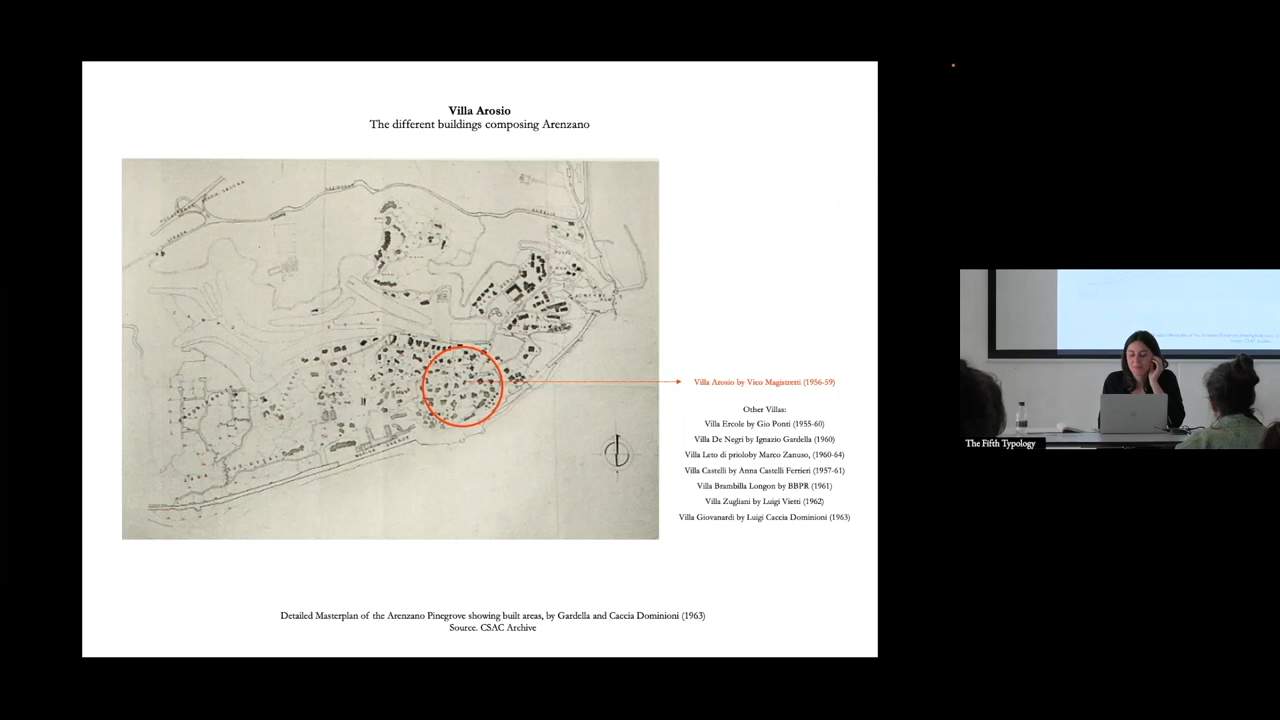 Villa Arosio
The different buildings composing Arenzano
Villa Arosio by Vico Magistretti (1956-59)
Other Villas:
Villa Ercole by Gio Ponti (1955-60)
Villa De Negri by Ignazio Gardella (1960)
Villa Leto di prioloby Marco Zanuso, (1960-64)
Villa Castelli by Anna Castelli Ferrieri (1957-61)
Villa Brambilla Longon by BBPR (1961)
Villa Zugliani by Luigi Vietti (1962)
Villa Giovanardi by Luigi Caccia Dominioni (1963)
Detailed Masterplan of the Arenzano Pinegrove showing built areas, by Gardella and Caccia Dominioni (1963)
Source. CSAC Archive
The Fifth Typology